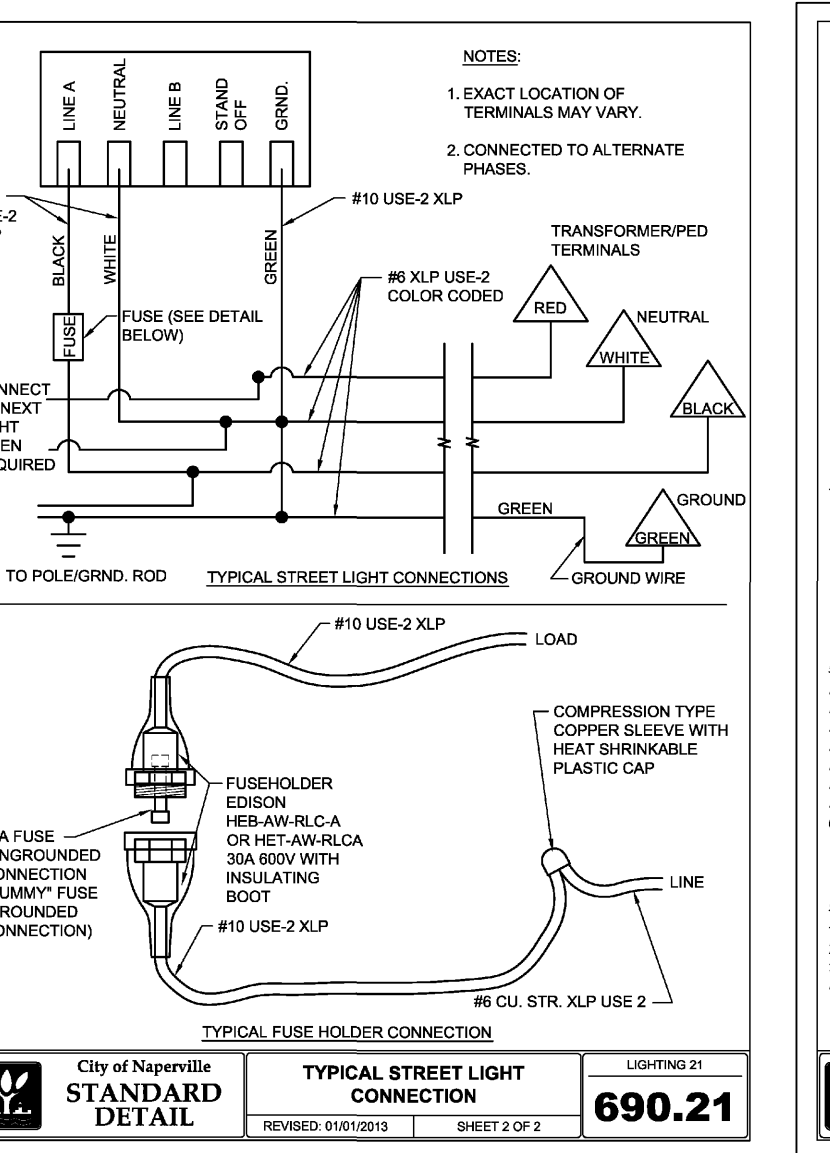 LINE A
NEUTRAL
LINE B
STAND
OFF
GRND.
NOTES:
1. EXACT LOCATION OF
TERMINALS MAY VARY.
2. CONNECTED TO ALTERNATE
PHASES.
#10 USE-2 XLP
BLACK
WHITE
GREEN
#6 XLP USE-2
COLOR CODED
TRANSFORMER/PED
TERMINALS
RED
NEUTRAL
WHITE
BLACK
FUSE
FUSE (SEE DETAIL
BELOW)
NEXT
GREEN
GROUND
GREEN
GROUND WIRE
TO POLE/GRND. ROD
TYPICAL STREET LIGHT CONNECTIONS
#10 USE-2 XLP
LOAD
COMPRESSION TYPE
COPPER SLEEVE WITH
HEAT SHRINKABLE
PLASTIC CAP
FUSEHOLDER
EDISON
HEB-AW-RLC-A
OR HET-AW-RLCA
30A 600V WITH
INSULATING
BOOT
A FUSE
FUSE
LINE
#10 USE-2 XLP
#6 CU. STR. XLP USE 2
TYPICAL FUSE HOLDER CONNECTION
City of Naperville
STANDARD
DETAIL
TYPICAL STREET LIGHT
CONNECTION
REVISED: 01/01/2013
SHEET 2 OF 2
LIGHTING 21
690.21